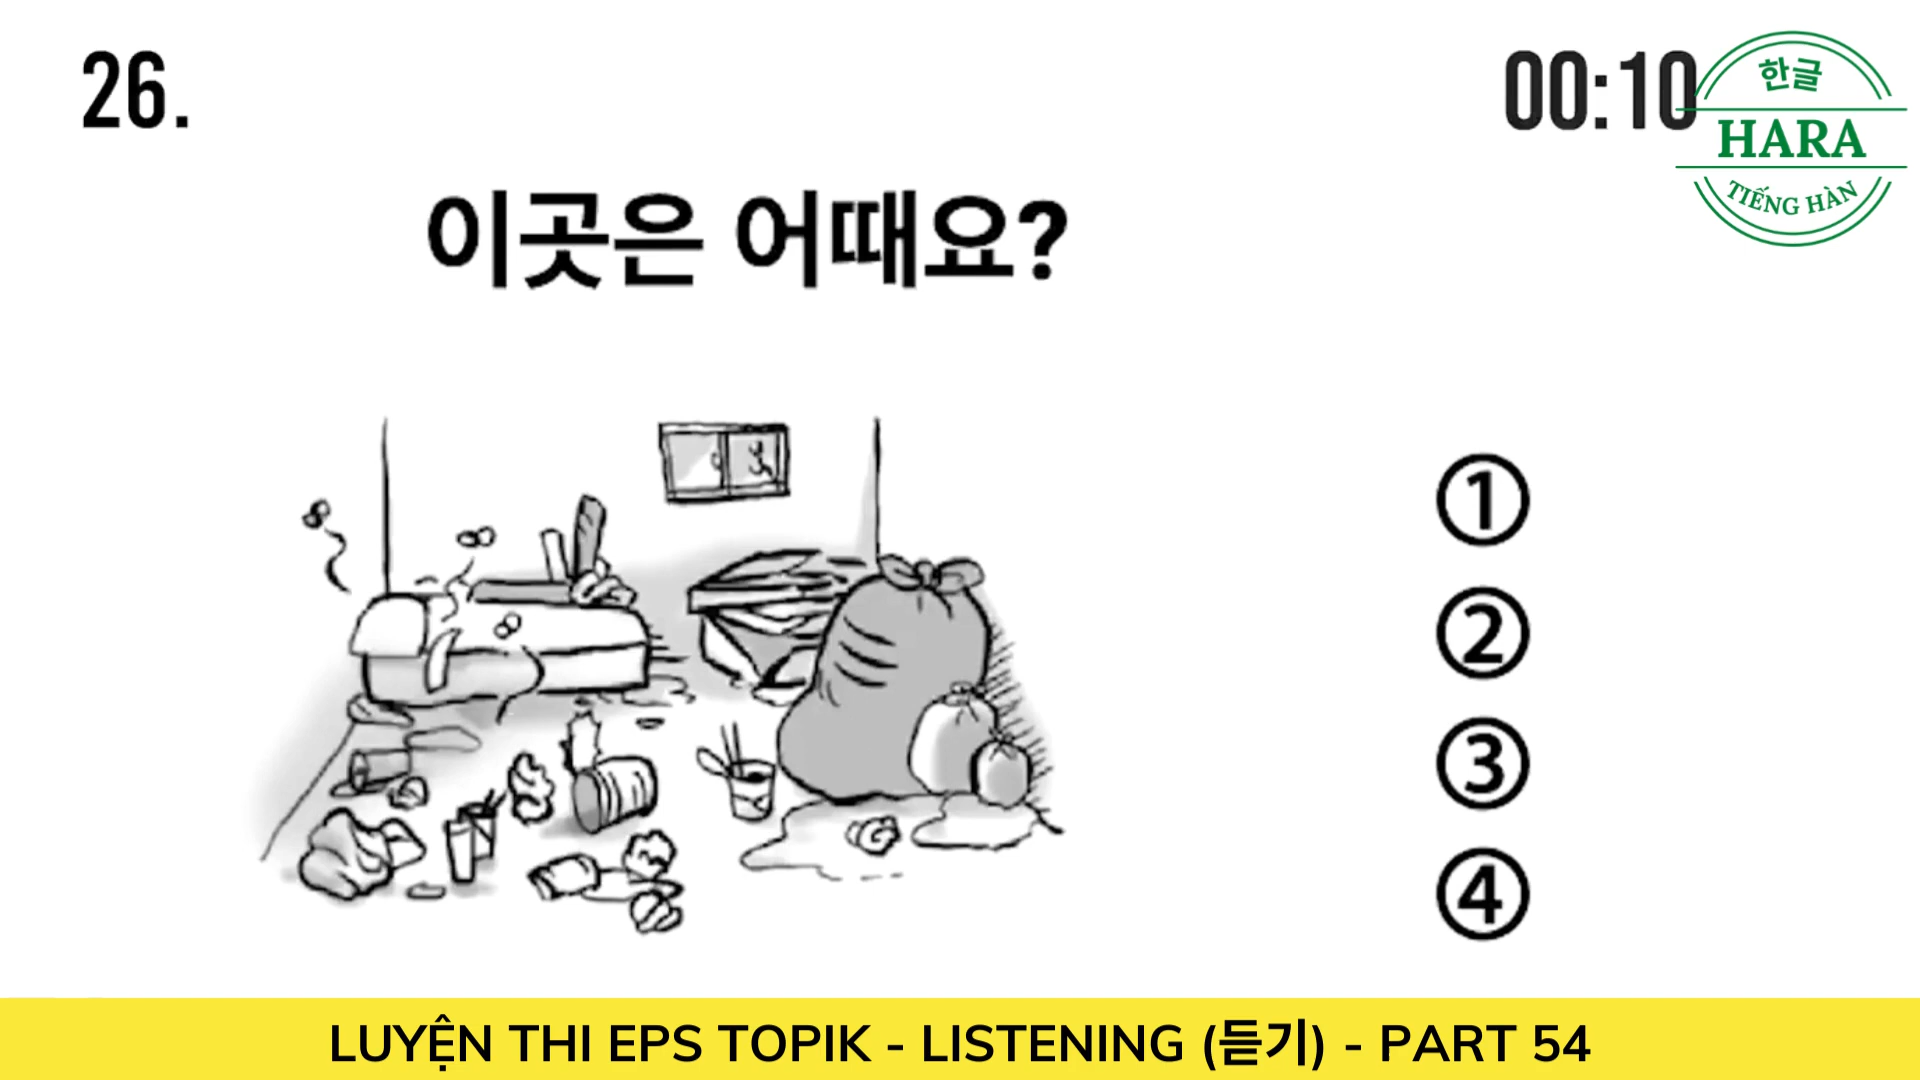 26.
00:10
한글
HARA
TIẾNG HÀN
이곳은 어때요?
①
②
③
④
LUYỆN THI EPS TOPIK - LISTENING (듣기) - PART 54